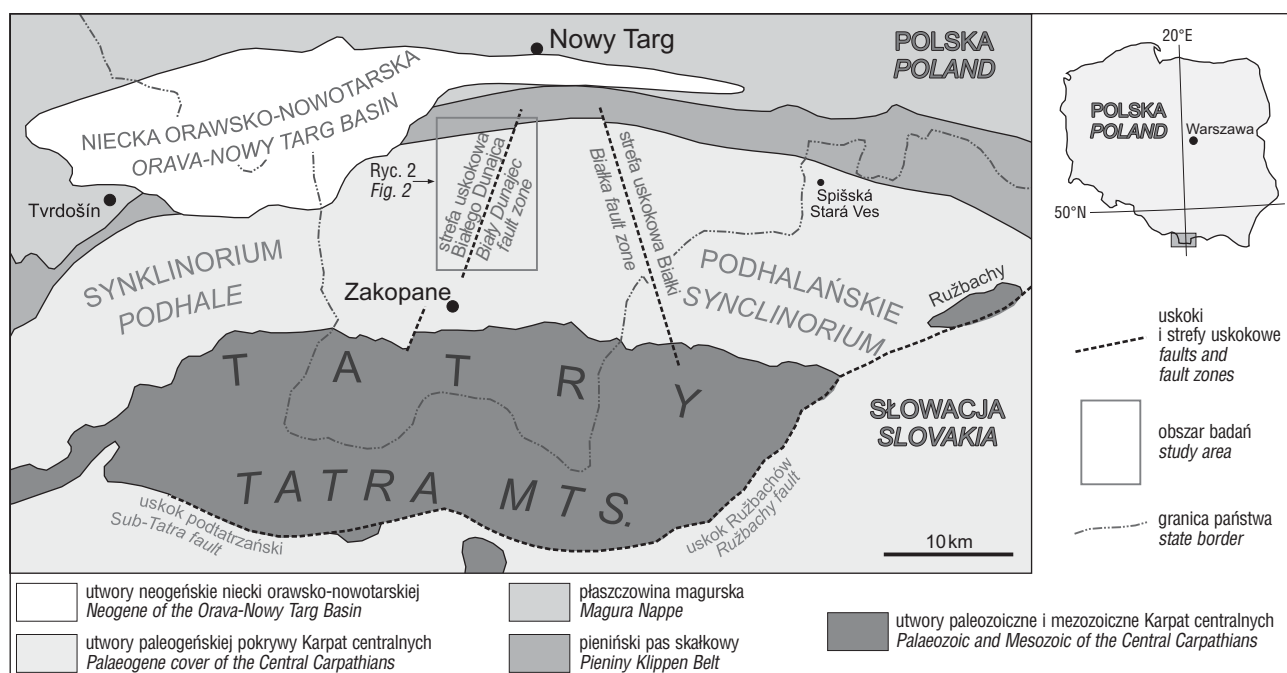 Nowy Targ
POLSKA
POLAND
NIECKA ORAWSKO-NOWOTARSKA
ORAVA-NOWY TARG BASIN
Ryc. 2
Fig. 2
strefa uskokowa
Białego Dunajca
Biały Dunajec
fault zone
strefa uskokowa Białki
Białka fault zone
Tvrdošín
Spišská
Stará Ves
SYNKLINORIUM
PODHALE
PODHALAŃSKIE
SYNCLINORIUM
Zakopane
Ružbachy
TATRY
TATRA MTS.
SŁOWACJA
SLOVAKIA
uskok podtatrzański
Sub-Tatra fault
uskok Ružbachów
Ružbachy fault
10 km
20°E
POLSKA
POLAND
Warszawa
50°N
uskoki
i strefy uskokowe
faults and
fault zones
obszar badań
study area
granica państwa
state border
utwory neogeńskie niecki orawsko-nowotarskiej
Neogene of the Orava-Nowy Targ Basin
utwory paleogeńskiej pokrywy Karpat centralnych
Palaeogene cover of the Central Carpathians
płaszczowina magurska
Magura Nappe
pieniński pas skałkowy
Pieniny Klippen Belt
utwory paleozoiczne i mezozoiczne Karpat centralnych
Palaezoic and Mesozoic of the Central Carpathians